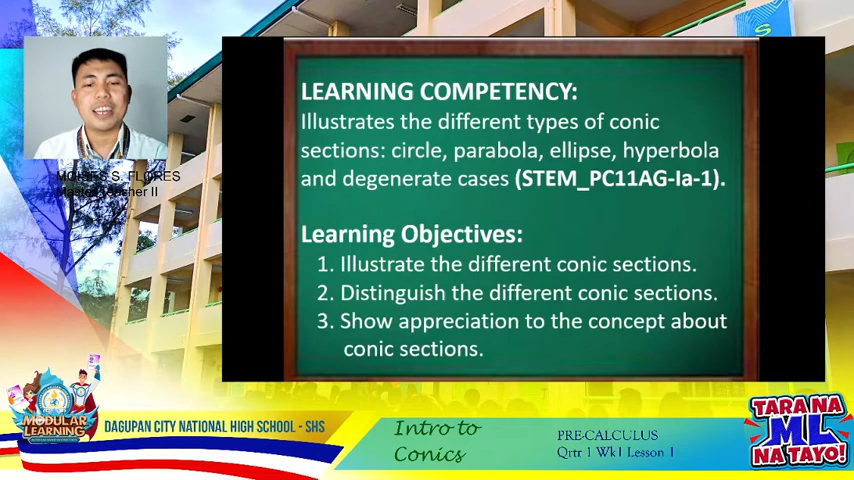 LEARNING COMPETENCY:
Illustrates the different types of conic
sections: circle, parabola, ellipse, hyperbola
and degenerate cases (STEM_PC11AG-Ia-1).
Learning Objectives:
1. Illustrate the different conic sections.
2. Distinguish the different conic sections.
3. Show appreciation to the concept about
conic sections.
MOISES S. FLORES
Master Teacher II
MODULAR
LEARNING
DAGUPAN CITY NATIONAL HIGH SCHOOL - SHS
Intro to
Conics
PRE-CALCULUS
Qrtr 1 Wk1 Lesson 1
TARA NA
ML
NA TAYO!